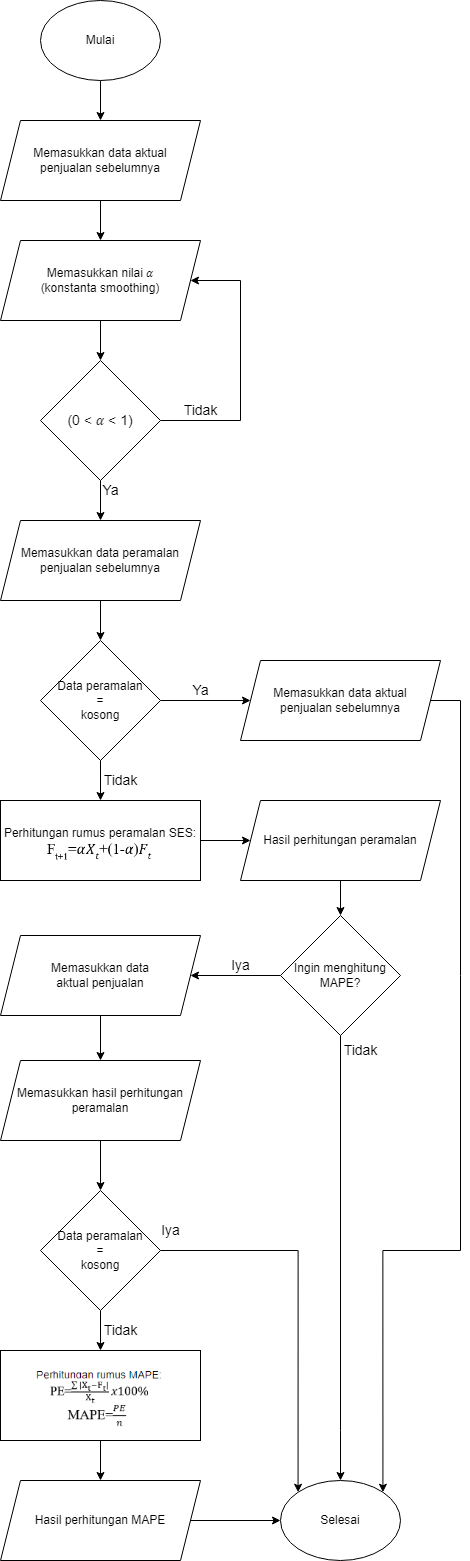 Mulai
Memasukkan data aktual
penjualan sebelumnya
Memasukkan nilai α
(konstanta smoothing)
(0 < α < 1)
Tidak
Ya
Memasukkan data peramalan
penjualan sebelumnya
Data peramalan
=
kosong
Ya
Memasukkan data aktual
penjualan sebelumnya
Tidak
Perhitungan rumus peramalan SES:
Fₜ₊₁=αXₜ+(1-α)Fₜ
Hasil perhitungan peramalan
Ingin menghitung
MAPE?
Iya
Tidak
Memasukkan data
aktual penjualan
Memasukkan hasil perhitungan
peramalan
Data peramalan
=
kosong
Iya
Tidak
Perhitungan rumus MAPE:
PE=∑|Xₜ−Fₜ|/Xₜ x100%
MAPE=PE/n
Hasil perhitungan MAPE
Selesai